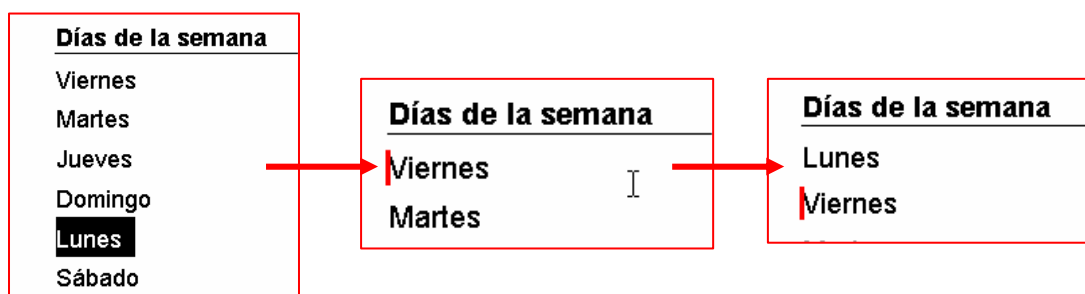 Días de la semana
Viernes
Martes
Jueves
Domingo
Lunes
Sábado
Días de la semana
Viernes
Martes
Días de la semana
Lunes
Viernes